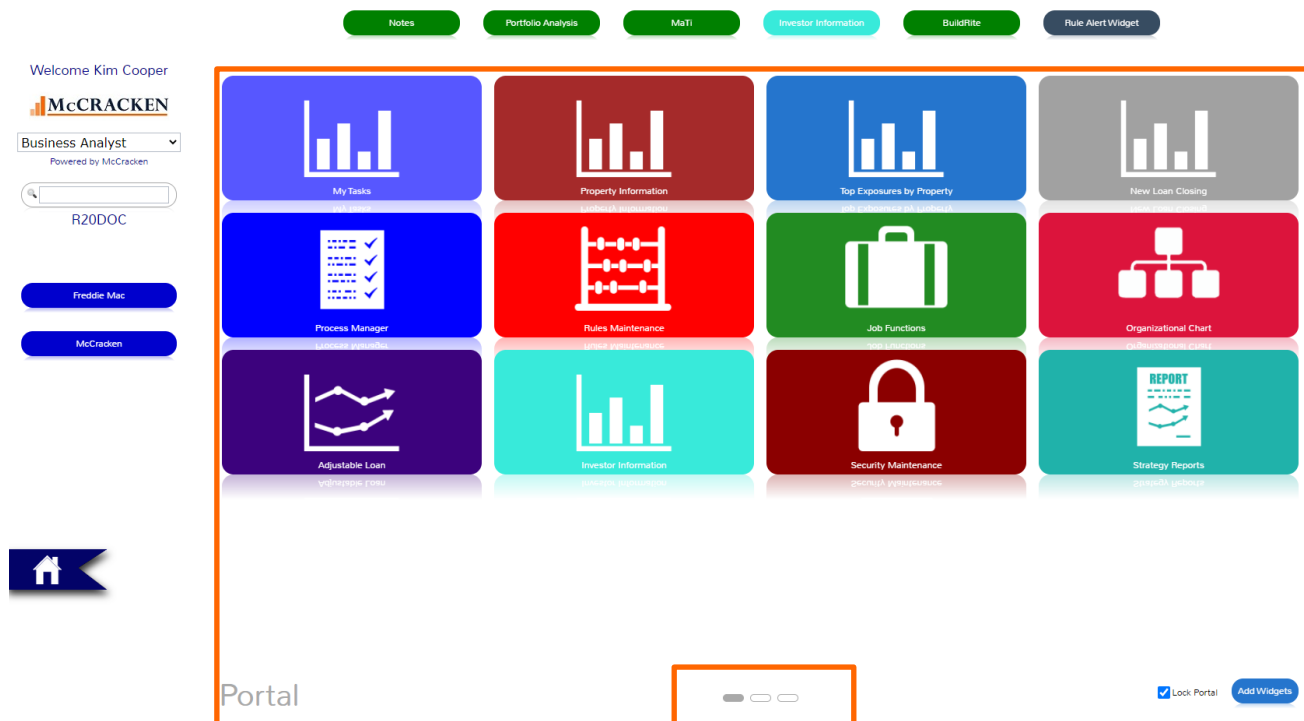 Notes
Portfolio Analysis
MaTi
Investor Information
BuildRite
Rule Alert Widget
Welcome Kim Cooper
McCRACKEN
Business Analyst
Powered by McCracken
R20DOC
Freddie Mac
McCracken
My Tasks
Property Information
Top Exposures by Property
New Loan Closing
Process Manager
Rules Maintenance
Job Functions
Organizational Chart
Adjustable Loan
Investor Information
Security Maintenance
REPORT
Strategy Reports
Portal
Lock Portal
Add Widgets